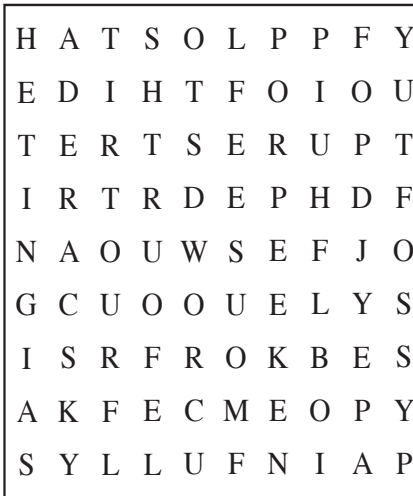 H A T S O L P P F Y
E D I H T F O I O U
T E R T S E R U P T
I R T R D E P H D F
N A O U W S E F J O
G C U O O U E L Y S
I S R F R O K B E S
A K F E C M E O P Y
S Y L L U F N I A P